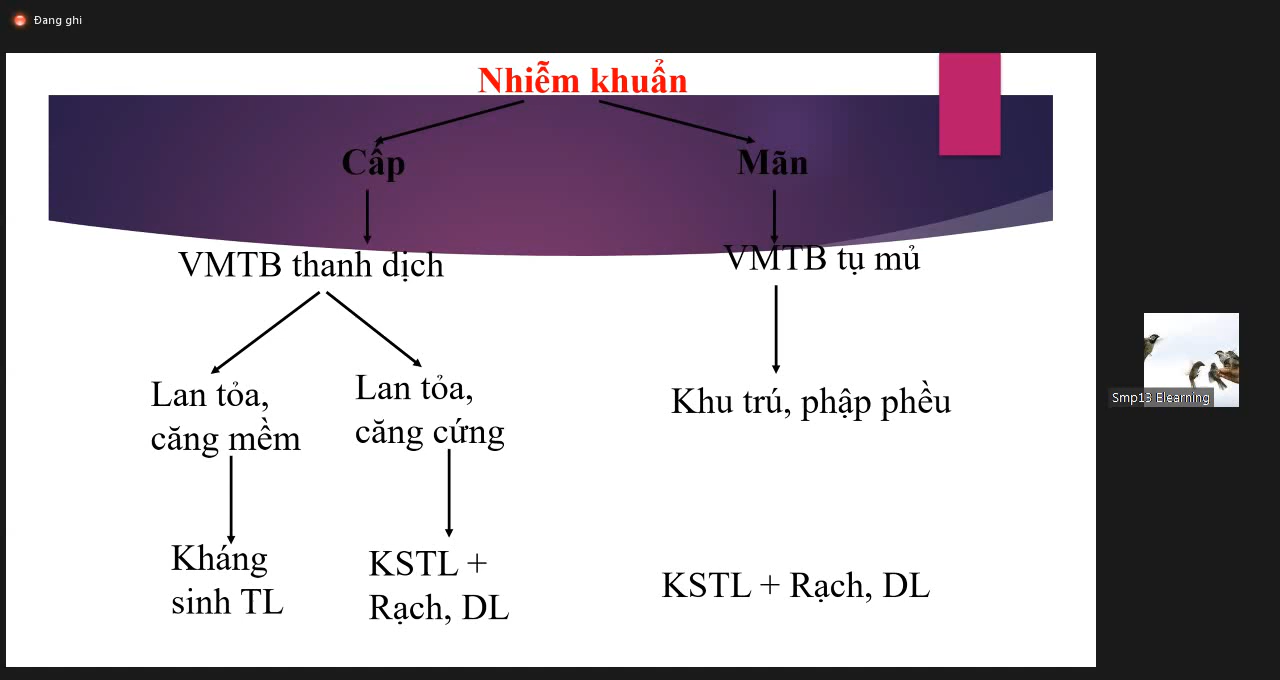 Đang ghi
Nhiễm khuẩn
Cấp
Mãn
VMTB thanh dịch
VMTB tụ mủ
Lan tỏa,
căng mềm
Lan tỏa,
căng cứng
Khu trú, phập phều
Kháng
sinh TL
KSTL +
Rạch, DL
KSTL + Rạch, DL
Smp13 Elearning